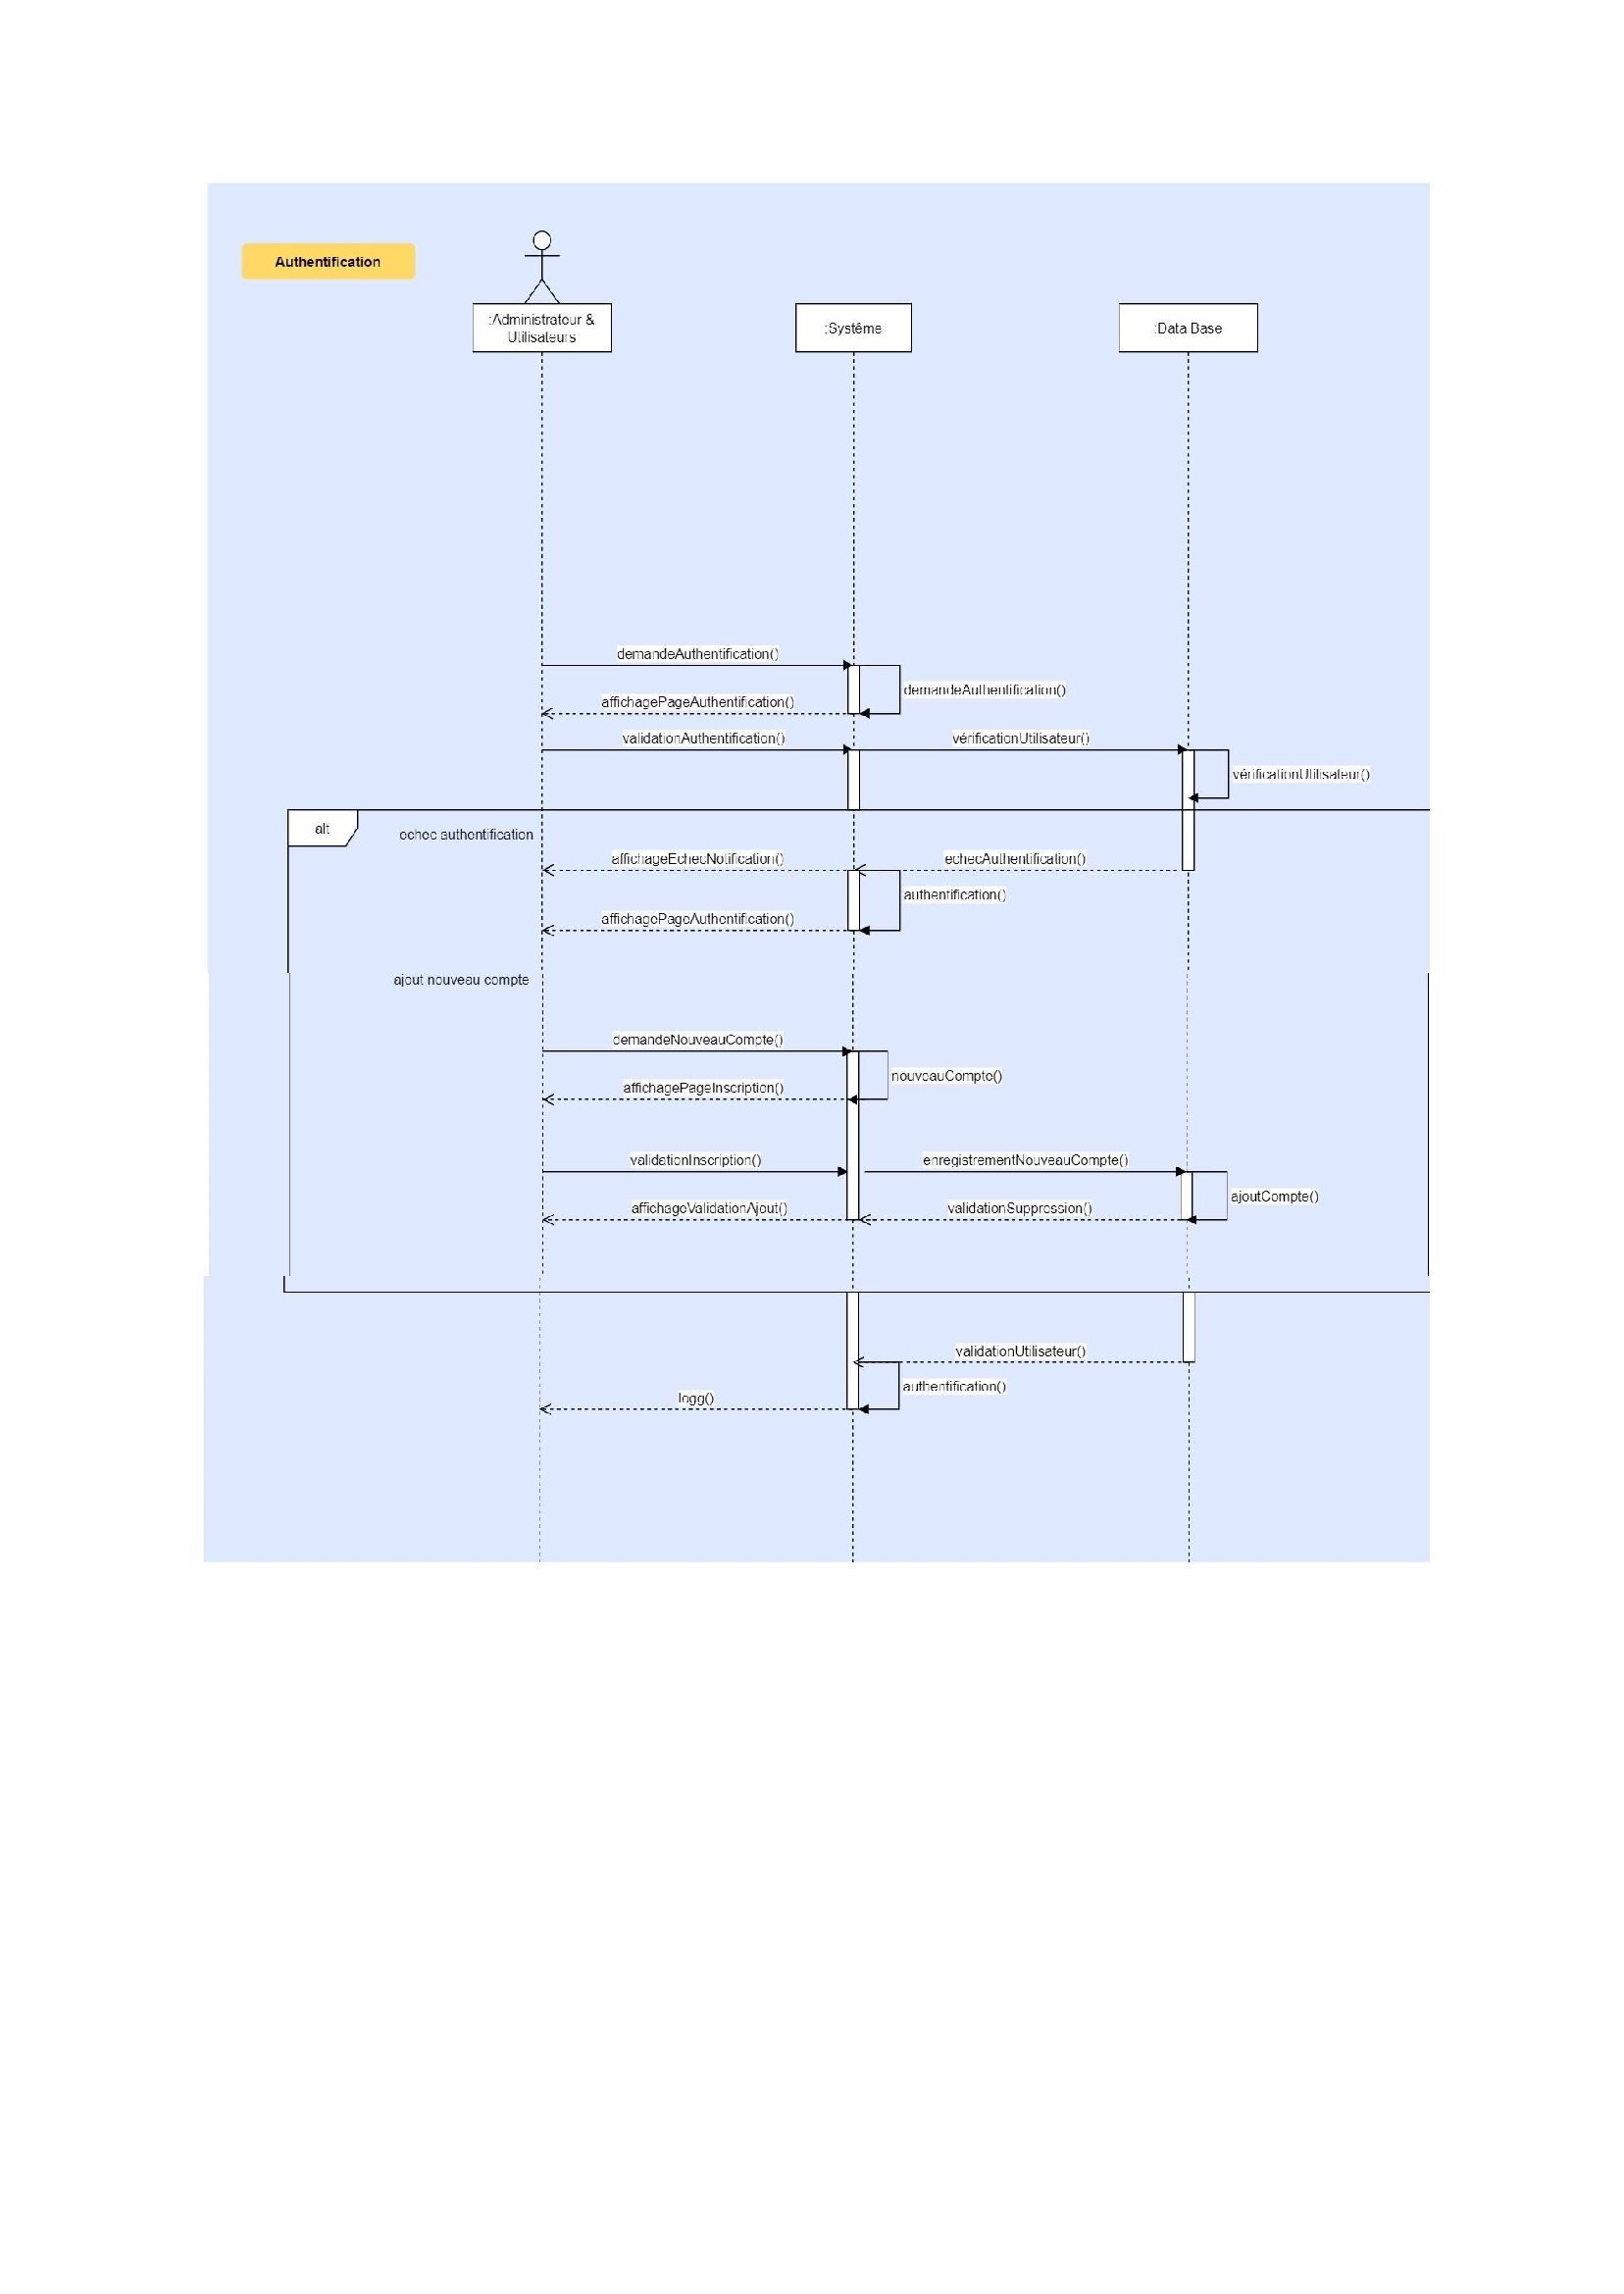 Authentification
:Administrateur &
Utilisateurs
:Système
:Data Base
demandeAuthentification()
demandeAuthentification()
affichagePageAuthentification()
validationAuthentification()
vérificationUtilisateur()
vérificationUtilisateur()
alt
echec authentification
affichageEchecNotification()
echecAuthentification()
authentification()
affichagePageAuthentification()
ajout nouveau compte
demandeNouveauCompte()
nouveauCompte()
affichagePageInscription()
validationInscription()
enregistrementNouveauCompte()
ajoutCompte()
affichageValidationAjout()
validationSuppression()
validationUtilisateur()
authentification()
logg()